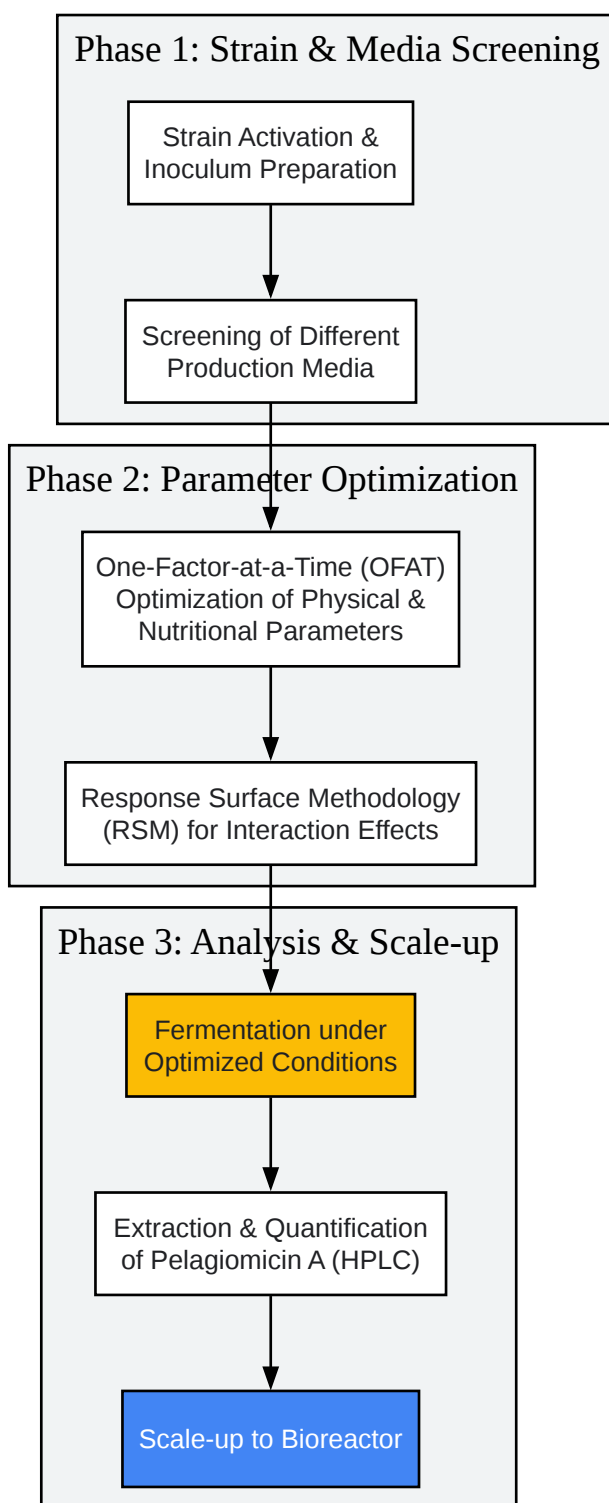 Phase 1: Strain & Media Screening
Strain Activation &
Inoculum Preparation
Screening of Different
Production Media
Phase 2: Parameter Optimization
One-Factor-at-a-Time (OFAT)
Optimization of Physical &
Nutritional Parameters
Response Surface Methodology
(RSM) for Interaction Effects
Phase 3: Analysis & Scale-up
Fermentation under
Optimized Conditions
Extraction & Quantification
of Pelagiomicin A (HPLC)
Scale-up to Bioreactor